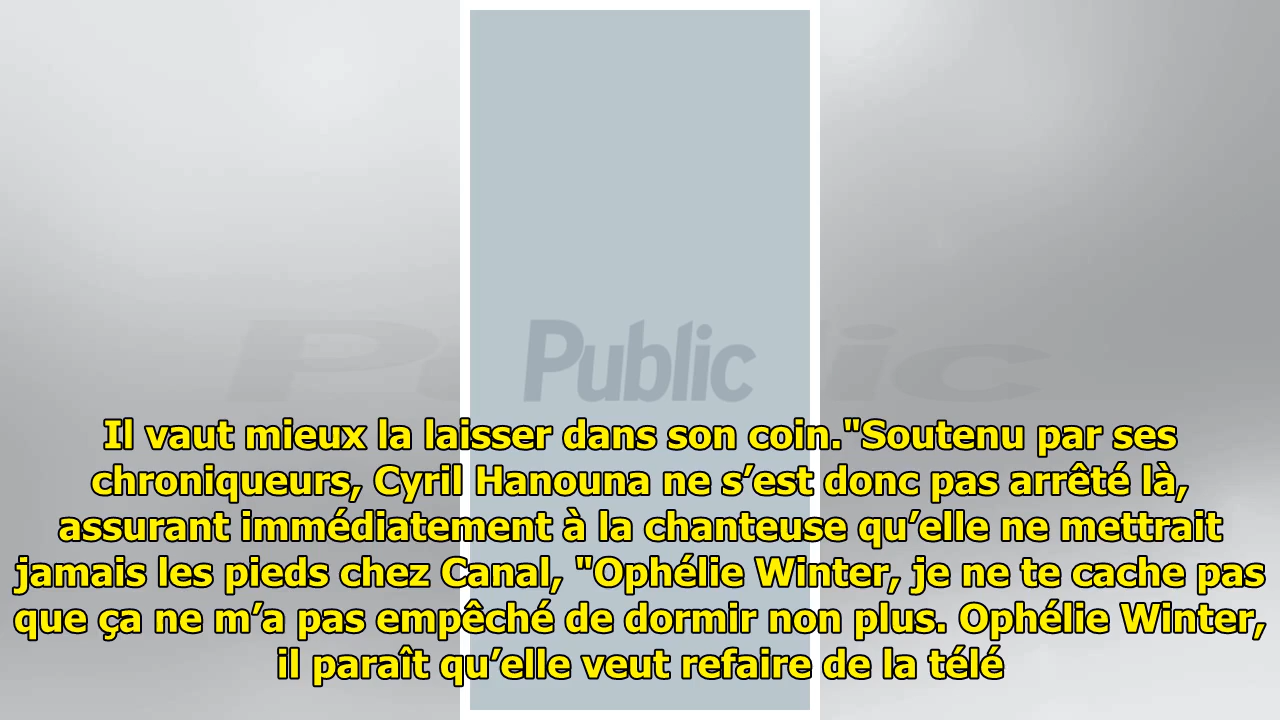 Public
Il vaut mieux la laisser dans son coin."Soutenu par ses
chroniqueurs, Cyril Hanouna ne s’est donc pas arrêté là,
assurant immédiatement à la chanteuse qu’elle ne mettrait
jamais les pieds chez Canal, "Ophélie Winter, je ne te cache pas
que ça ne m’a pas empêché de dormir non plus. Ophélie Winter,
il paraît qu’elle veut refaire de la télé